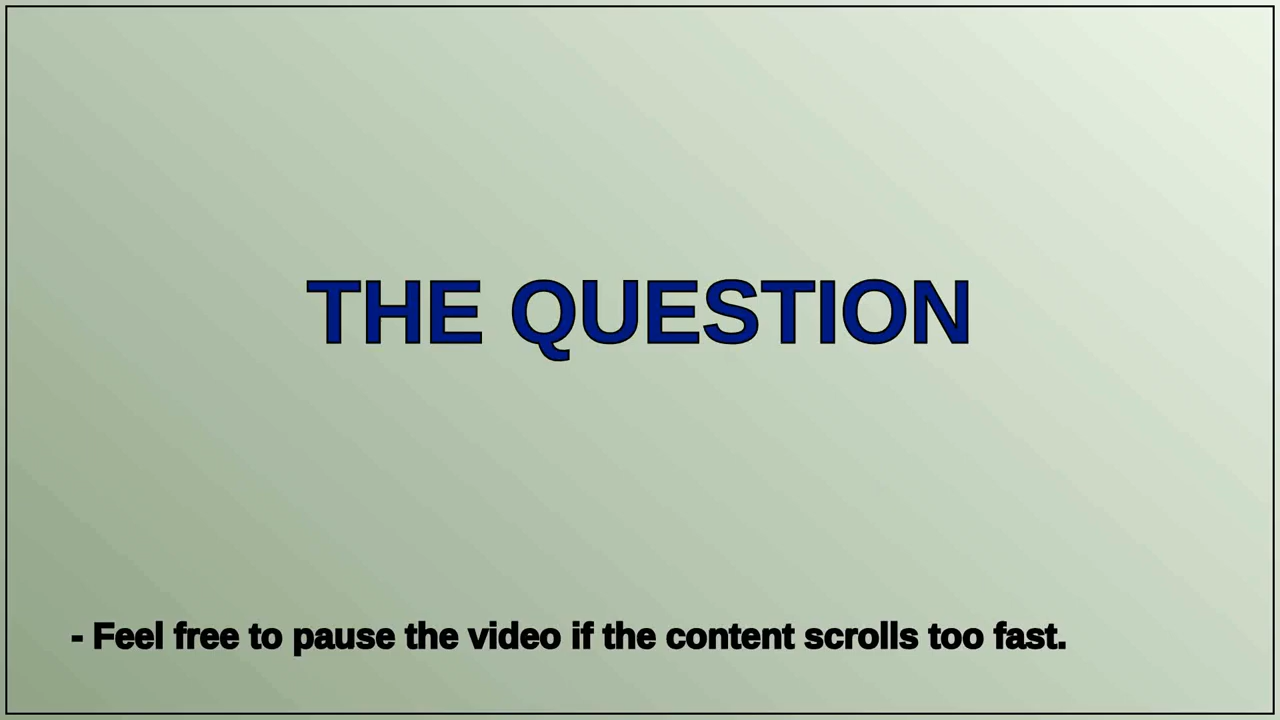 THE QUESTION
- Feel free to pause the video if the content scrolls too fast.